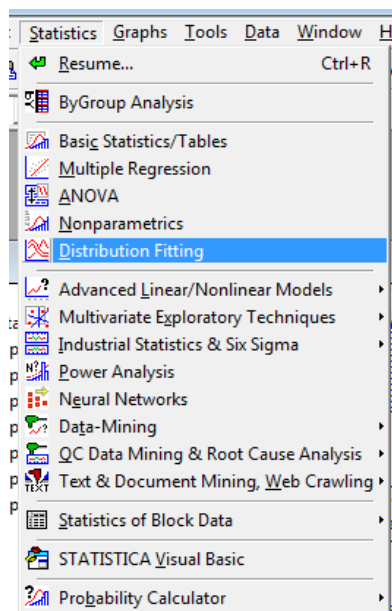 Statistics Graphs Tools Data Window H
Resume... Ctrl+R
ByGroup Analysis
Basic Statistics/Tables
Multiple Regression
ANOVA
Nonparametrics
Distribution Fitting
Advanced Linear/Nonlinear Models
Multivariate Exploratory Techniques
Industrial Statistics & Six Sigma
Power Analysis
Neural Networks
Data-Mining
QC Data Mining & Root Cause Analysis
Text & Document Mining, Web Crawling
Statistics of Block Data
STATISTICA Visual Basic
Probability Calculator